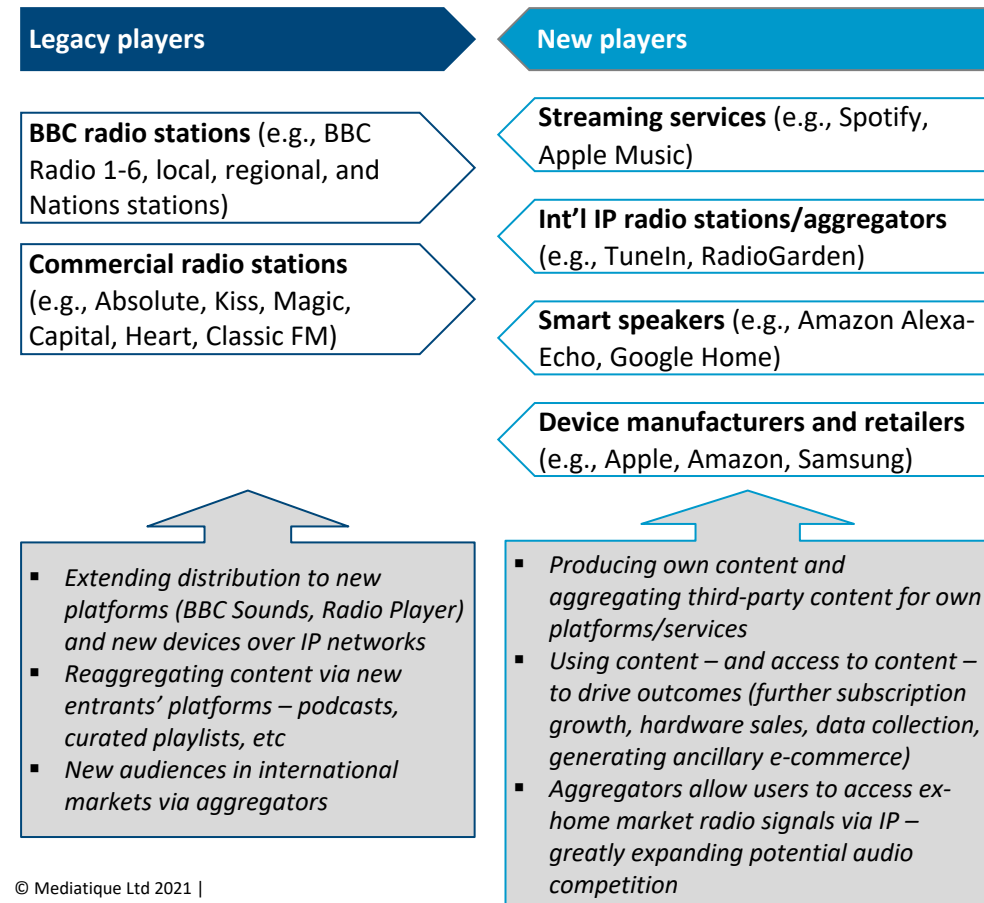 Legacy players
BBC radio stations (e.g., BBC
Radio 1-6, local, regional, and
Nations stations)
Commercial radio stations
(e.g., Absolute, Kiss, Magic,
Capital, Heart, Classic FM)
▪ Extending distribution to new
platforms (BBC Sounds, Radio Player)
and new devices over IP networks
▪ Reaggregating content via new
entrants’ platforms – podcasts,
curated playlists, etc
▪ New audiences in international
markets via aggregators
New players
Streaming services (e.g., Spotify,
Apple Music)
Int’l IP radio stations/aggregators
(e.g., TuneIn, RadioGarden)
Smart speakers (e.g., Amazon Alexa-
Echo, Google Home)
Device manufacturers and retailers
(e.g., Apple, Amazon, Samsung)
▪ Producing own content and
aggregating third-party content for own
platforms/services
▪ Using content – and access to content –
to drive outcomes (further subscription
growth, hardware sales, data collection,
generating ancillary e-commerce)
▪ Aggregators allow users to access ex-
home market radio signals via IP –
greatly expanding potential audio
competition
© Mediatique Ltd 2021 |